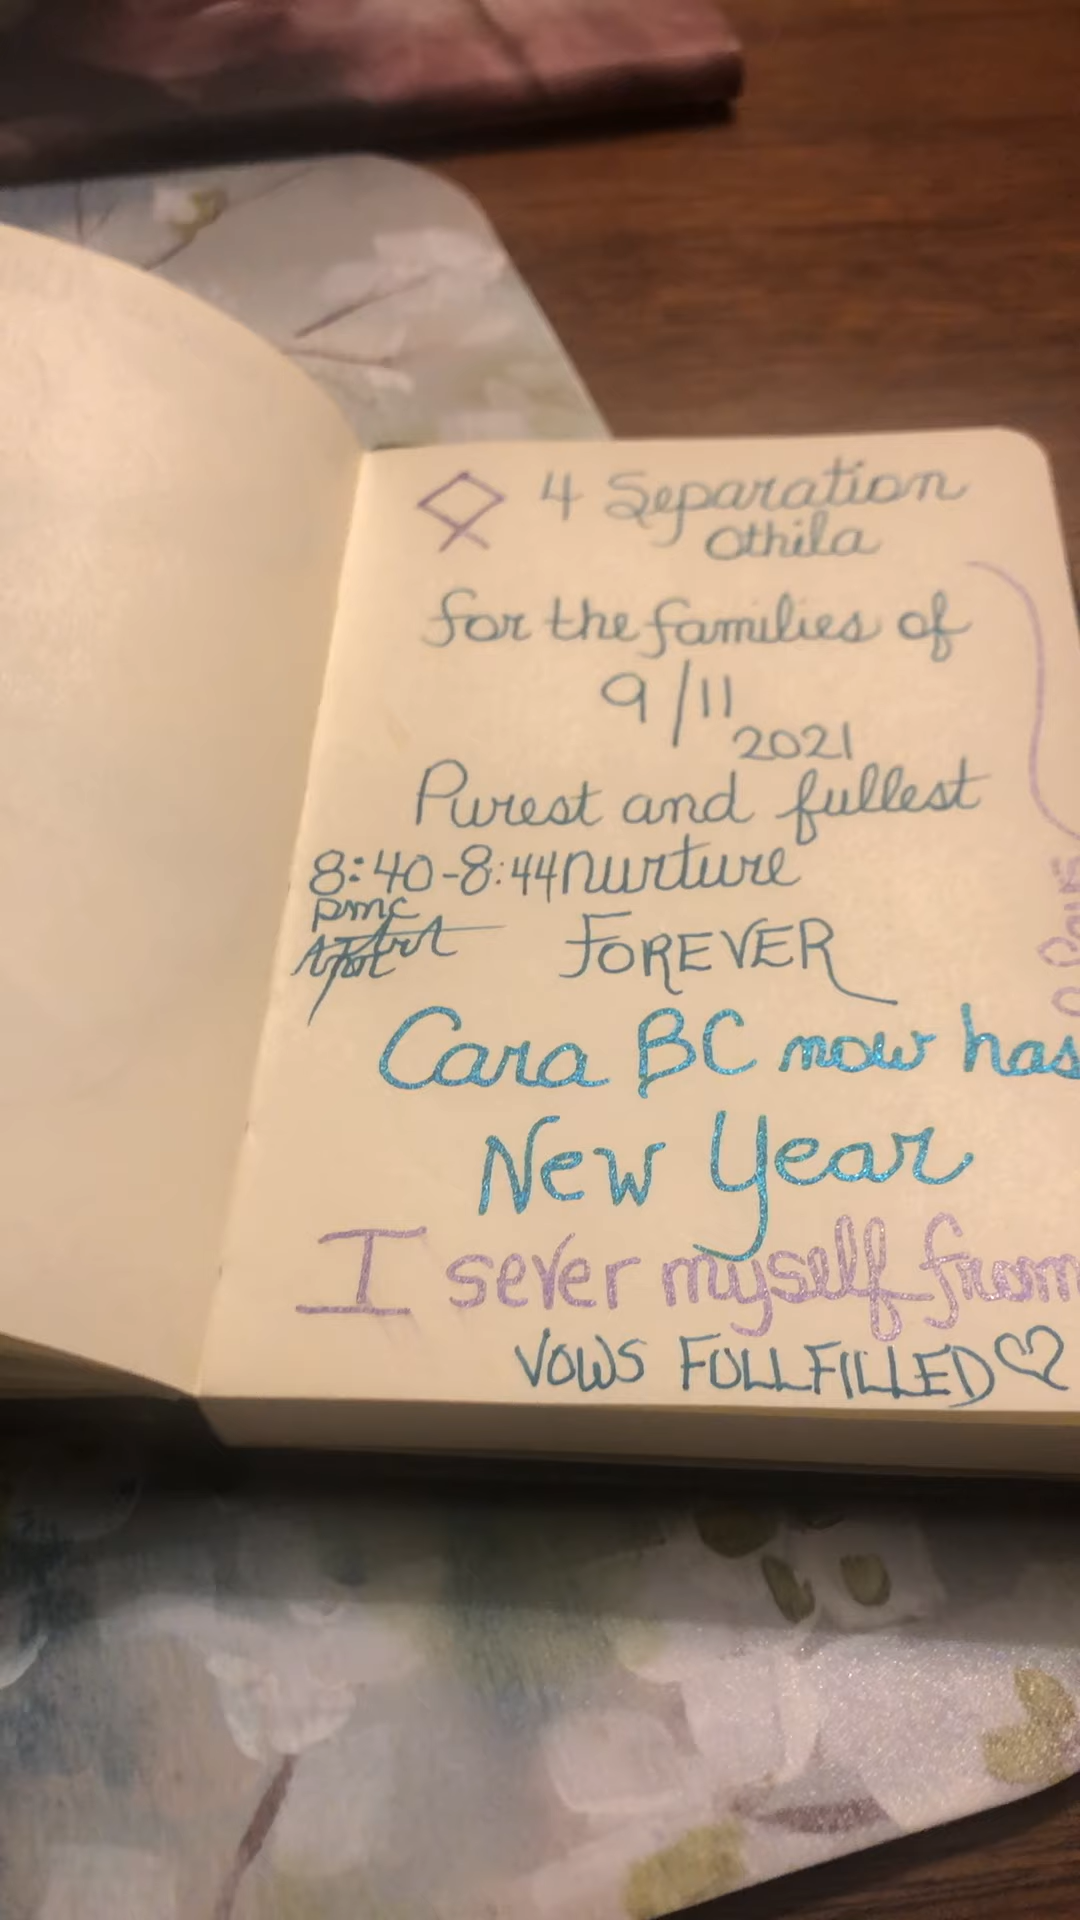 4 Separation
Othila
for the families of
9/11
2021
Purest and fullest
8:40-8:44 nurture
pmc
FOREVER
Cara BC now has
New Year
I sever myself from
VOWS FULLFILLED